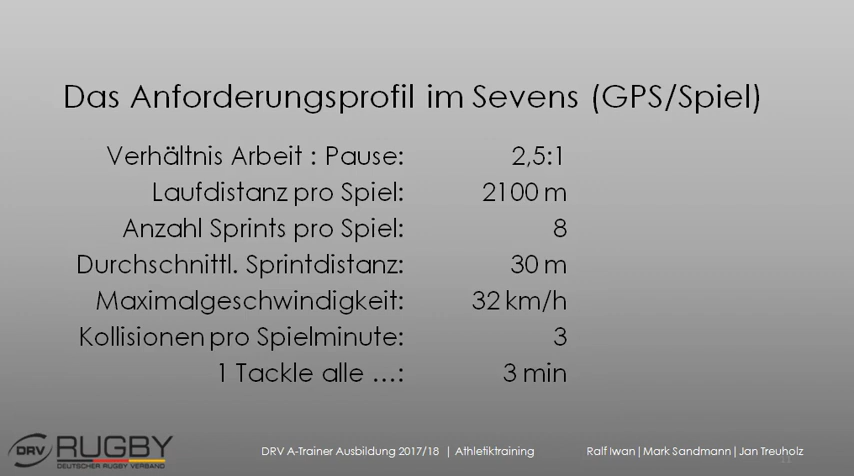 Das Anforderungsprofil im Sevens (GPS/Spiel)
Verhältnis Arbeit : Pause: 2,5:1
Laufdistanz pro Spiel: 2100 m
Anzahl Sprints pro Spiel: 8
Durchschnittl. Sprintdistanz: 30 m
Maximalgeschwindigkeit: 32 km/h
Kollisionen pro Spielminute: 3
1 Tackle alle …: 3 min
DRV RUGBY
DEUTSCHER RUGBY VERBAND
DRV A-Trainer Ausbildung 2017/18 | Athletiktraining Ralf Iwan|Mark Sandmann|Jan Treuholz